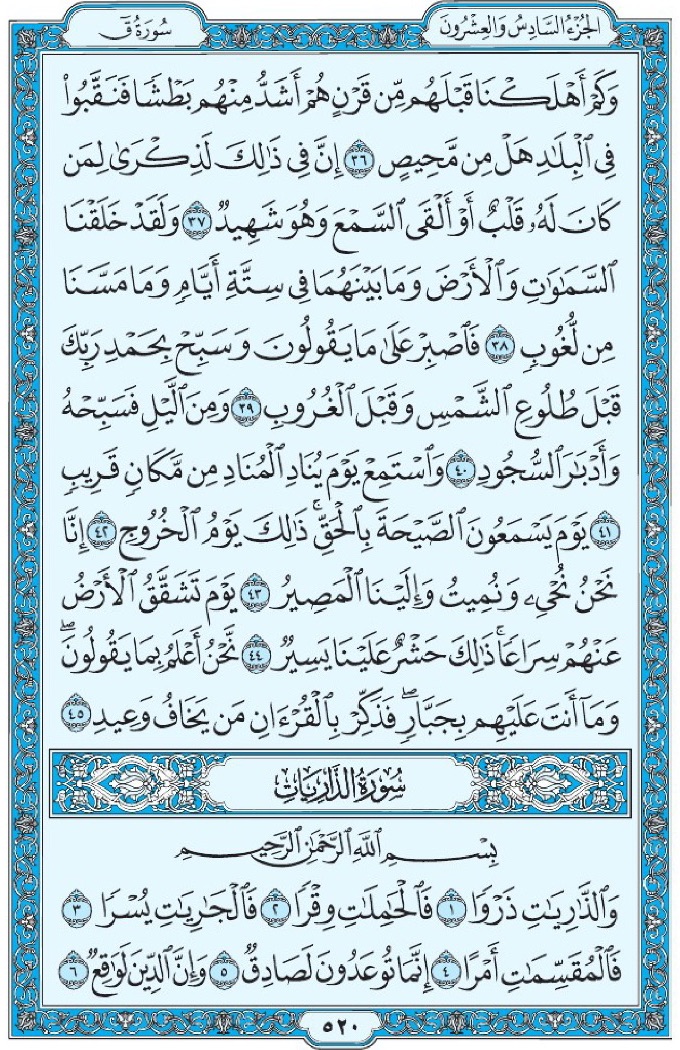 الجُزْءُ السَّادِسُ وَالعِشْرُونَ
سُورَةُ قٓ
وَكَمْ أَهْلَكْنَا قَبْلَهُم مِّن قَرْنٍ هُمْ أَشَدُّ مِنْهُم بَطْشًا فَنَقَّبُوا۟
فِى ٱلْبِلَٰدِ هَلْ مِن مَّحِيصٍ ٣٦ إِنَّ فِى ذَٰلِكَ لَذِكْرَىٰ لِمَن
كَانَ لَهُۥ قَلْبٌ أَوْ أَلْقَى ٱلسَّمْعَ وَهُوَ شَهِيدٌ ٣٧ وَلَقَدْ خَلَقْنَا
ٱلسَّمَٰوَٰتِ وَٱلْأَرْضَ وَمَا بَيْنَهُمَا فِى سِتَّةِ أَيَّامٍ وَمَا مَسَّنَا
مِن لُّغُوبٍ ٣٨ فَٱصْبِرْ عَلَىٰ مَا يَقُولُونَ وَسَبِّحْ بِحَمْدِ رَبِّكَ
قَبْلَ طُلُوعِ ٱلشَّمْسِ وَقَبْلَ ٱلْغُرُوبِ ٣٩ وَمِنَ ٱلَّيْلِ فَسَبِّحْهُ
وَأَدْبَٰرَ ٱلسُّجُودِ ٤٠ وَٱسْتَمِعْ يَوْمَ يُنَادِ ٱلْمُنَادِ مِن مَّكَانٍ قَرِيبٍ
٤١ يَوْمَ يَسْمَعُونَ ٱلصَّيْحَةَ بِٱلْحَقِّ ۚ ذَٰلِكَ يَوْمُ ٱلْخُرُوجِ ٤٢ إِنَّا
نَحْنُ نُحْىِۦ وَنُمِيتُ وَإِلَيْنَا ٱلْمَصِيرُ ٤٣ يَوْمَ تَشَقَّقُ ٱلْأَرْضُ
عَنْهُمْ سِرَاعًا ۚ ذَٰلِكَ حَشْرٌ عَلَيْنَا يَسِيرٌ ٤٤ نَّحْنُ أَعْلَمُ بِمَا يَقُولُونَ ۖ
وَمَآ أَنتَ عَلَيْهِم بِجَبَّارٍ ۖ فَذَكِّرْ بِٱلْقُرْءَانِ مَن يَخَافُ وَعِيدِ ٤٥
سُورَةُ الذَّارِيَاتِ
بِسْمِ ٱللَّهِ ٱلرَّحْمَٰنِ ٱلرَّحِيمِ
وَٱلذَّٰرِيَٰتِ ذَرْوًا ١ فَٱلْحَٰمِلَٰتِ وِقْرًا ٢ فَٱلْجَٰرِيَٰتِ يُسْرًا ٣
فَٱلْمُقَسِّمَٰتِ أَمْرًا ٤ إِنَّمَا تُوعَدُونَ لَصَادِقٌ ٥ وَإِنَّ ٱلدِّينَ لَوَٰقِعٌ ٦
٥٢٠